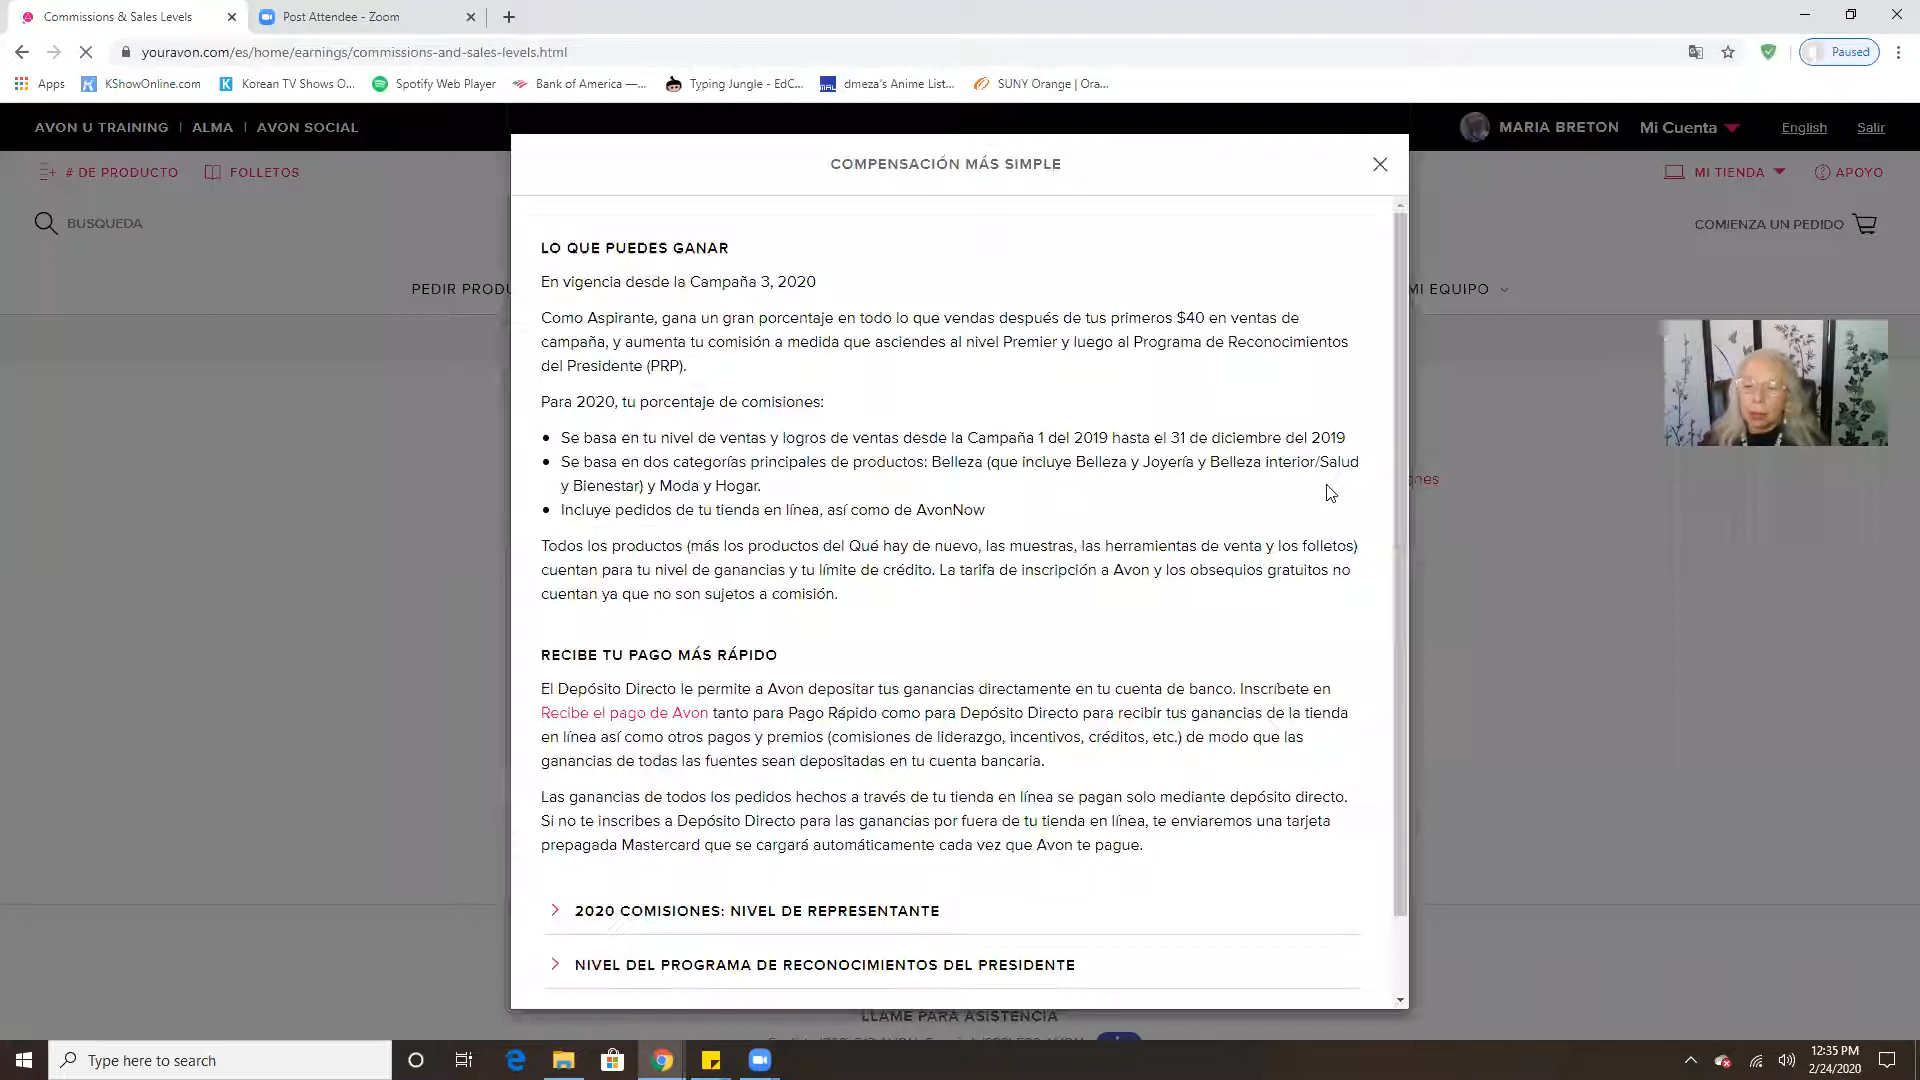 Commissions & Sales Levels
Post Attendee - Zoom
youravon.com/es/home/earnings/commissions-and-sales-levels.html
Paused
Apps
KShowOnline.com
Korean TV Shows O...
Spotify Web Player
Bank of America —...
Typing Jungle - EdC...
dmeza's Anime List...
SUNY Orange | Ora...
AVON U TRAINING | ALMA | AVON SOCIAL
MARIA BRETON
Mi Cuenta
English
Salir
COMPENSACIÓN MÁS SIMPLE
# DE PRODUCTO
FOLLETOS
MI TIENDA
APOYO
BUSQUEDA
COMIENZA UN PEDIDO
PEDIR PRODU
MI EQUIPO
LO QUE PUEDES GANAR
En vigencia desde la Campaña 3, 2020
Como Aspirante, gana un gran porcentaje en todo lo que vendas después de tus primeros $40 en ventas de
campaña, y aumenta tu comisión a medida que asciendes al nivel Premier y luego al Programa de Reconocimientos
del Presidente (PRP).
Para 2020, tu porcentaje de comisiones:
• Se basa en tu nivel de ventas y logros de ventas desde la Campaña 1 del 2019 hasta el 31 de diciembre del 2019
• Se basa en dos categorías principales de productos: Belleza (que incluye Belleza y Joyería y Belleza interior/Salud
y Bienestar) y Moda y Hogar.
• Incluye pedidos de tu tienda en línea, así como de AvonNow
Todos los productos (más los productos del Qué hay de nuevo, las muestras, las herramientas de venta y los folletos)
cuentan para tu nivel de ganancias y tu límite de crédito. La tarifa de inscripción a Avon y los obsequios gratuitos no
cuentan ya que no son sujetos a comisión.
RECIBE TU PAGO MÁS RÁPIDO
El Depósito Directo le permite a Avon depositar tus ganancias directamente en tu cuenta de banco. Inscríbete en
Recibe el pago de Avon tanto para Pago Rápido como para Depósito Directo para recibir tus ganancias de la tienda
en línea así como otros pagos y premios (comisiones de liderazgo, incentivos, créditos, etc.) de modo que las
ganancias de todas las fuentes sean depositadas en tu cuenta bancaria.
Las ganancias de todos los pedidos hechos a través de tu tienda en línea se pagan solo mediante depósito directo.
Si no te inscribes a Depósito Directo para las ganancias por fuera de tu tienda en línea, te enviaremos una tarjeta
prepagada Mastercard que se cargará automáticamente cada vez que Avon te pague.
2020 COMISIONES: NIVEL DE REPRESENTANTE
NIVEL DEL PROGRAMA DE RECONOCIMIENTOS DEL PRESIDENTE
LLAME PARA ASISTENCIA
Type here to search
12:35 PM
2/24/2020